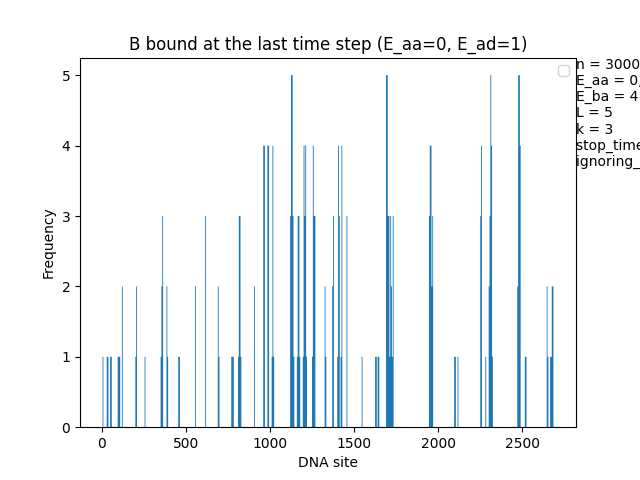 B bound at the last time step (E_aa=0, E_ad=1)
n = 3000
E_aa = 0,
E_ba = 4
L = 5
k = 3
stop_time
ignoring_
Frequency
5
4
3
2
1
0
0 500 1000 1500 2000 2500
DNA site